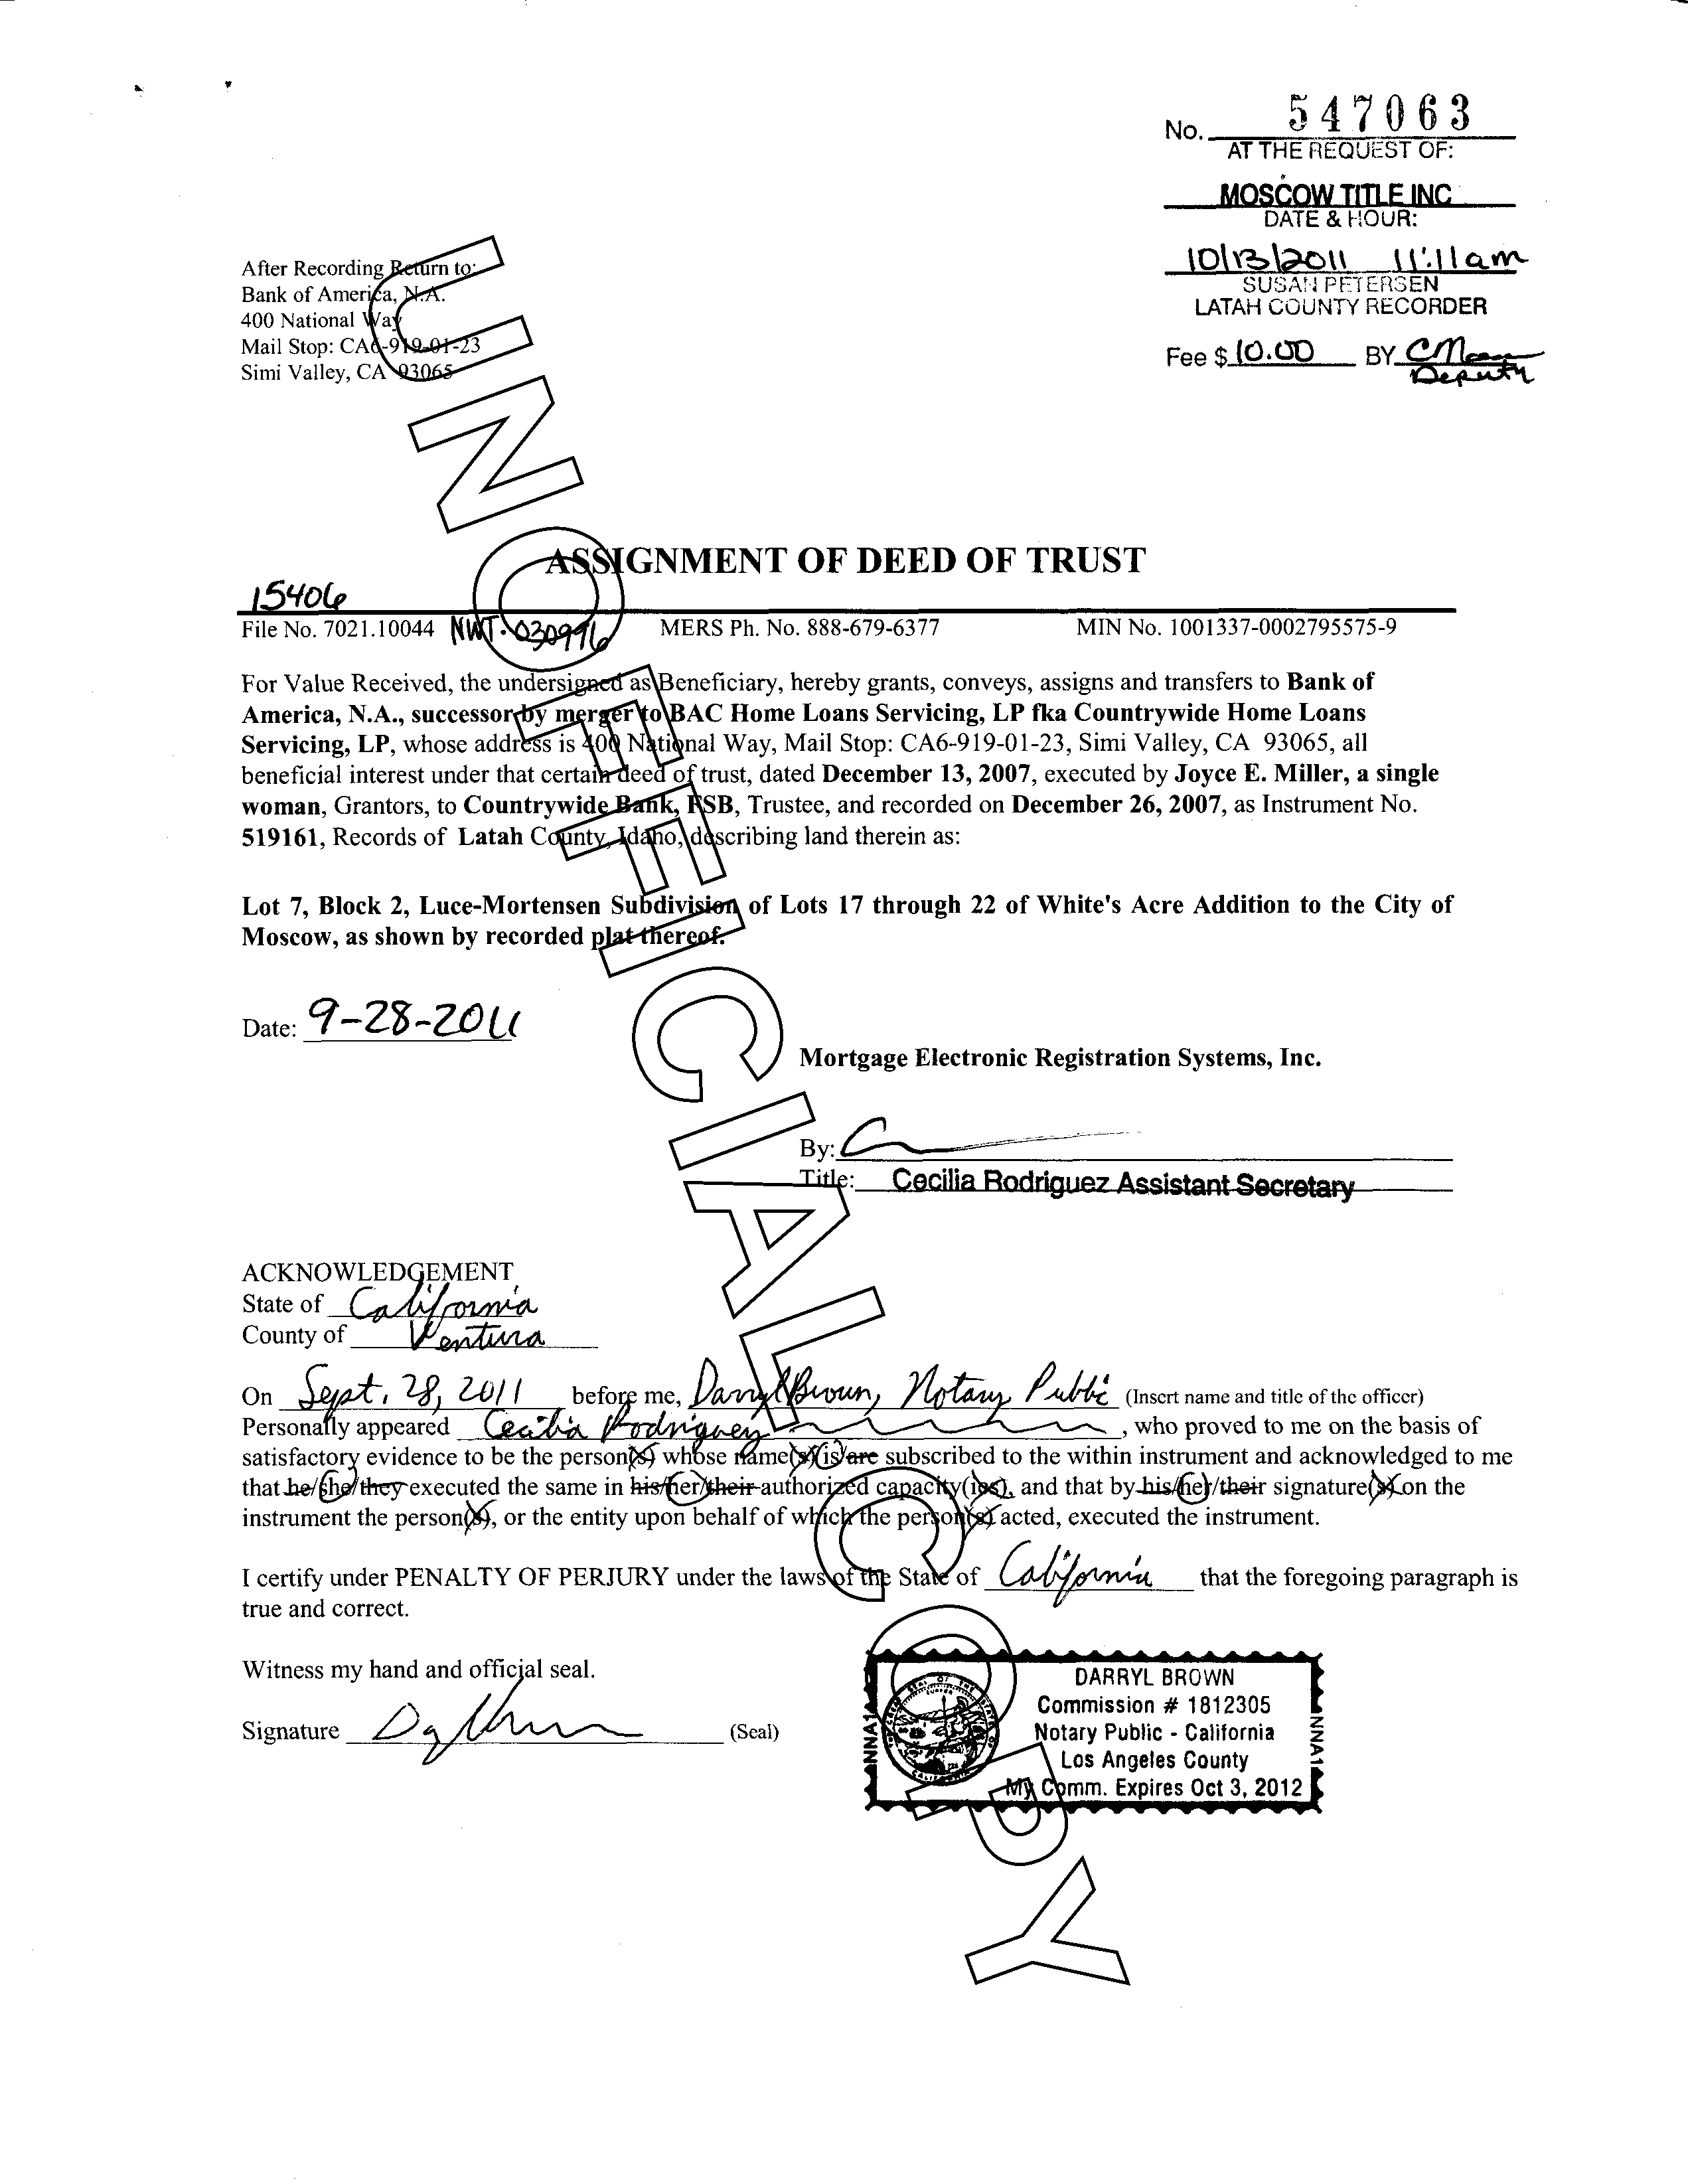 No. 547063
AT THE REQUEST OF:
MOSCOW TITLE INC
DATE & HOUR:
10/13/2011 11:11am
SUSAN PETERSEN
LATAH COUNTY RECORDER
Fee $ 10.00 BY
Deputy
After Recording Return to:
Bank of America, N.A.
400 National Way
Mail Stop: CA6-919-01-23
Simi Valley, CA 93065
ASSIGNMENT OF DEED OF TRUST
15406
File No. 7021.10044 NWT-030996 MERS Ph. No. 888-679-6377 MIN No. 1001337-0002795575-9
For Value Received, the undersigned as Beneficiary, hereby grants, conveys, assigns and transfers to Bank of
America, N.A., successor by merger to BAC Home Loans Servicing, LP fka Countrywide Home Loans
Servicing, LP, whose address is 400 National Way, Mail Stop: CA6-919-01-23, Simi Valley, CA 93065, all
beneficial interest under that certain deed of trust, dated December 13, 2007, executed by Joyce E. Miller, a single
woman, Grantors, to Countrywide Bank, FSB, Trustee, and recorded on December 26, 2007, as Instrument No.
519161, Records of Latah County, Idaho, describing land therein as:
Lot 7, Block 2, Luce-Mortensen Subdivision of Lots 17 through 22 of White's Acre Addition to the City of
Moscow, as shown by recorded plat thereof.
Date: 9-28-2011
Mortgage Electronic Registration Systems, Inc.
By:
Title: Cecilia Rodriguez Assistant Secretary
ACKNOWLEDGEMENT
State of California
County of Ventura
On Sept. 28, 2011 before me, Darryl Brown, Notary Public (Insert name and title of the officer)
Personally appeared Cecilia Rodriguez, who proved to me on the basis of
satisfactory evidence to be the person(s) whose name(s) is/are subscribed to the within instrument and acknowledged to me
that he/she/they executed the same in his/her/their authorized capacity(ies), and that by his/her/their signature(s) on the
instrument the person(s), or the entity upon behalf of which the person(s) acted, executed the instrument.
I certify under PENALTY OF PERJURY under the laws of the State of California that the foregoing paragraph is
true and correct.
Witness my hand and official seal.
Signature (Seal)
DARRYL BROWN
Commission # 1812305
Notary Public - California
Los Angeles County
My Comm. Expires Oct 3, 2012
NNA1
NNA1
UNOFFICIAL COPY